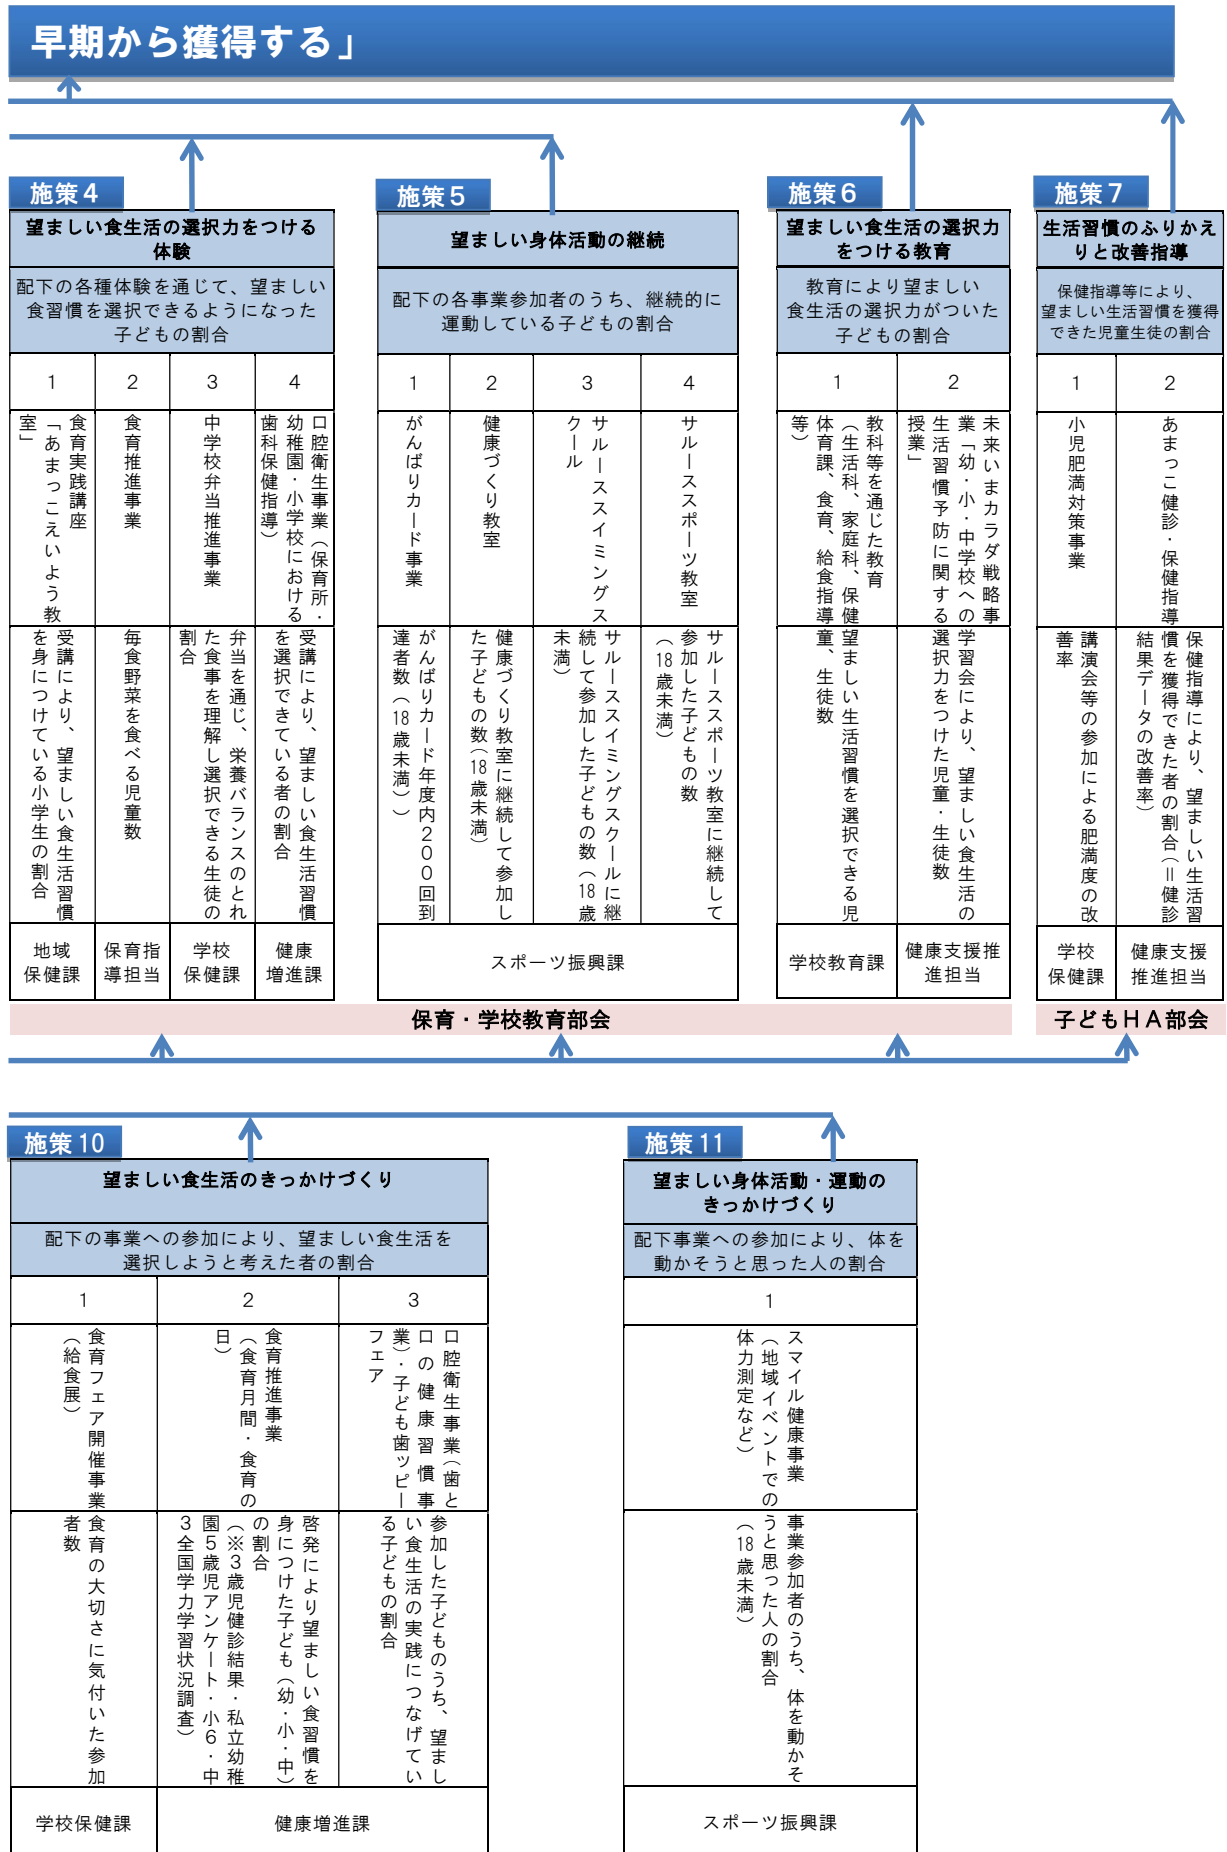 早期から獲得する」
施策４
望ましい食生活の選択力をつける
体験
配下の各種体験を通じて、望ましい
食習慣を選択できるようになった
子どもの割合
1
2
3
4
食育実践講座
「あまっこえいよう教
室」
食育推進事業
中学校弁当推進事業
口腔衛生事業（保育所・
幼稚園・小学校における
歯科保健指導）
受講により、望ましい食生活習慣
を身につけている小学生の割合
毎食野菜を食べる児童数
弁当を通じ、栄養バランスのとれ
た食事を理解し選択できる生徒の
割合
受講により、望ましい食生活習慣
を選択できている者の割合
地域
保健課
保育指
導担当
学校
保健課
健康
増進課
施策５
望ましい身体活動の継続
配下の各事業参加者のうち、継続的に
運動している子どもの割合
1
2
3
4
がんばりカード事業
健康づくり教室
サルーススイミングス
クール
サルーススポーツ教室
がんばりカード年度内２００回到
達者数（18歳未満））
健康づくり教室に継続して参加し
た子どもの数（18歳未満）
サルーススイミングスクールに継
続して参加した子どもの数（18歳
未満）
サルーススポーツ教室に継続して
参加した子どもの数
（18歳未満）
スポーツ振興課
施策６
望ましい食生活の選択力
をつける教育
教育により望ましい
食生活の選択力がついた
子どもの割合
1
2
教科等を通じた教育
（生活科、家庭科、保健
体育課、食育、給食指導
等）
未来いまカラダ戦略事
業「幼・小・中学校への
生活習慣予防に関する
授業」
望ましい生活習慣を選択できる児
童、生徒数
学習会により、望ましい食生活の
選択力をつけた児童・生徒数
学校教育課
健康支援推
進担当
施策７
生活習慣のふりかえ
りと改善指導
保健指導等により、
望ましい生活習慣を獲得
できた児童生徒の割合
1
2
小児肥満対策事業
あまっこ健診・保健指導
講演会等の参加による肥満度の改
善率
保健指導により、望ましい生活習
慣を獲得できた者の割合（＝健診
結果データの改善率）
学校
保健課
健康支援
推進担当
保育・学校教育部会
子どもＨＡ部会
施策10
望ましい食生活のきっかけづくり
配下の事業への参加により、望ましい食生活を
選択しようと考えた者の割合
1
2
3
食育フェア開催事業
（給食展）
食育推進事業
（食育月間・食育の
日）
口腔衛生事業（歯と
口の健康習慣事
業）・子ども歯ッピー
フェア
食育の大切さに気付いた参加
者数
啓発により望ましい食習慣を
身につけた子ども（幼・小・中）
の割合
（※３歳児健診結果・私立幼稚
園５歳児アンケート・小６・中
３全国学力学習状況調査）
参加した子どものうち、望まし
い食生活の実践につなげてい
る子どもの割合
学校保健課
健康増進課
施策11
望ましい身体活動・運動の
きっかけづくり
配下事業への参加により、体を
動かそうと思った人の割合
1
スマイル健康事業
（地域イベントでの
体力測定など）
事業参加者のうち、体を動かそ
うと思った人の割合
（18歳未満）
スポーツ振興課